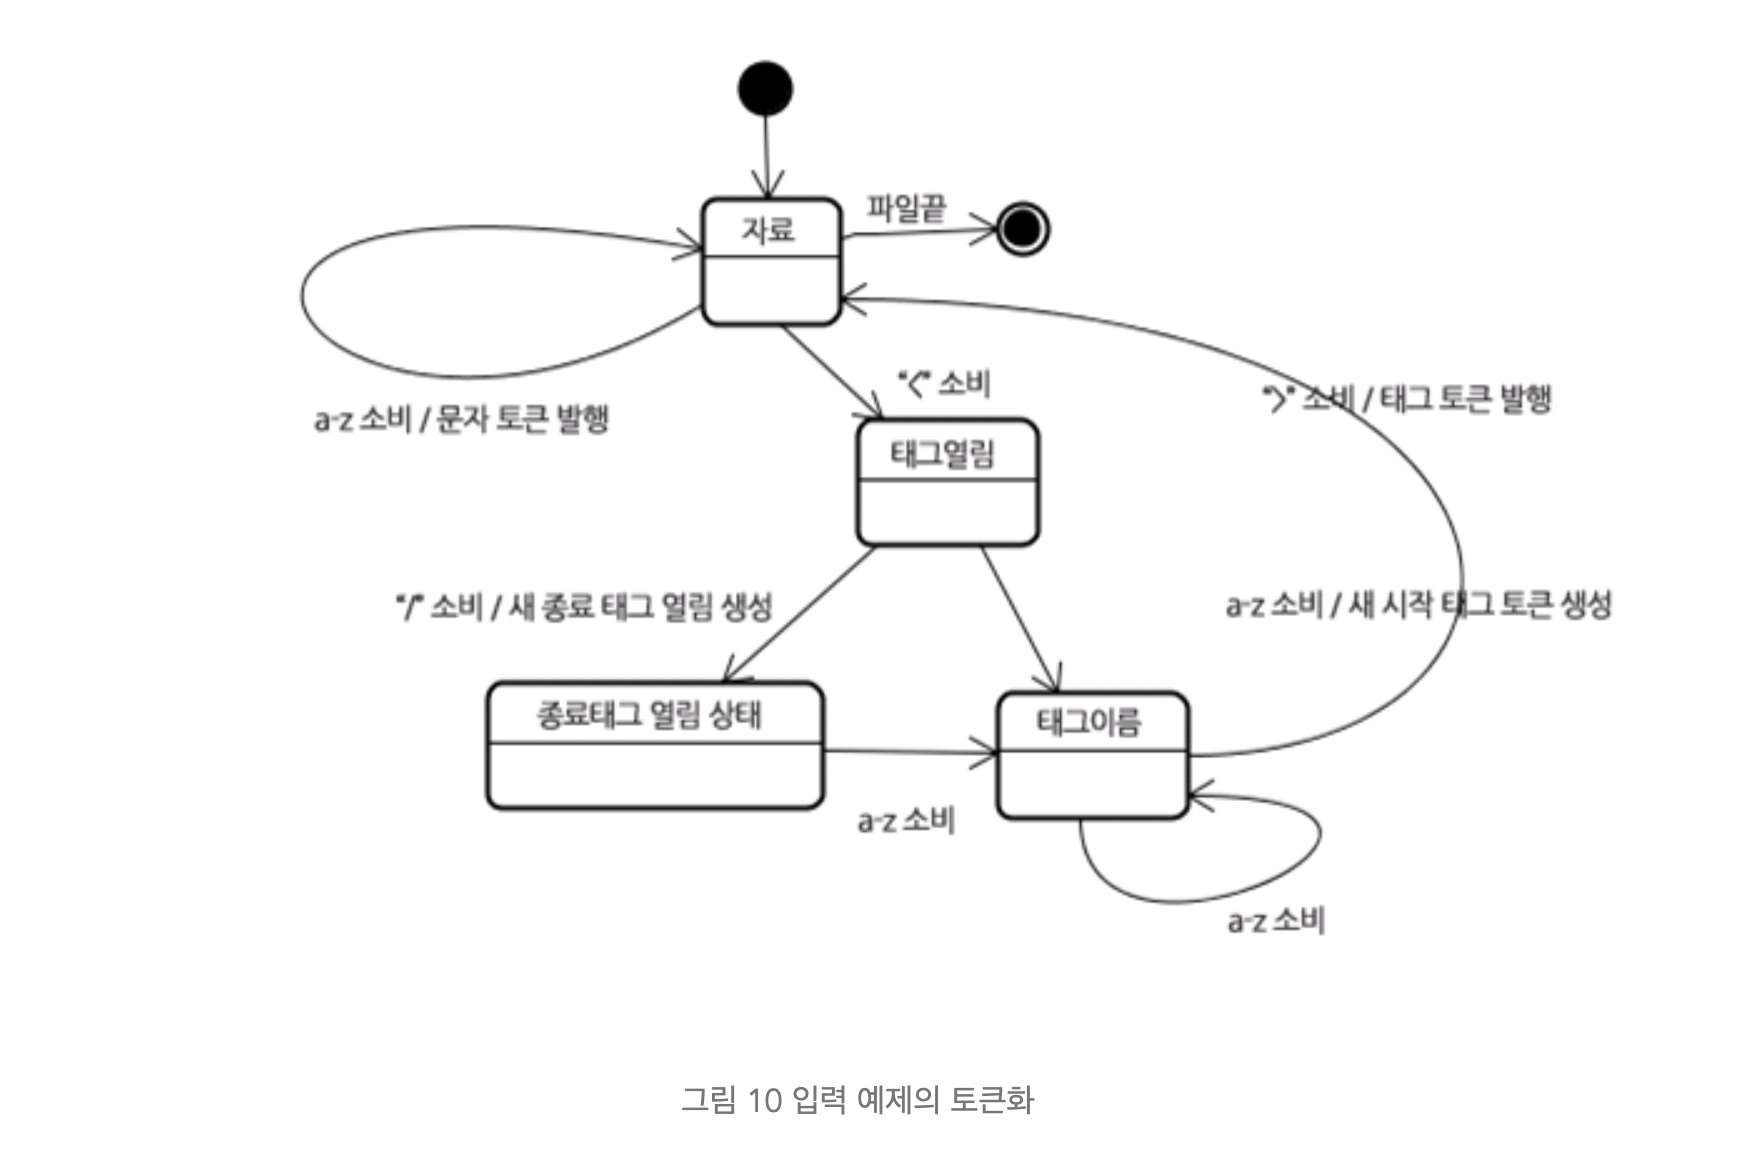 자료
파일끝
"<" 소비
">" 소비 / 태그 토큰 발행
a-z 소비 / 문자 토큰 발행
태그열림
"/" 소비 / 새 종료 태그 열림 생성
a-z 소비 / 새 시작 태그 토큰 생성
종료태그 열림 상태
태그이름
a-z 소비
a-z 소비
그림 10 입력 예제의 토큰화